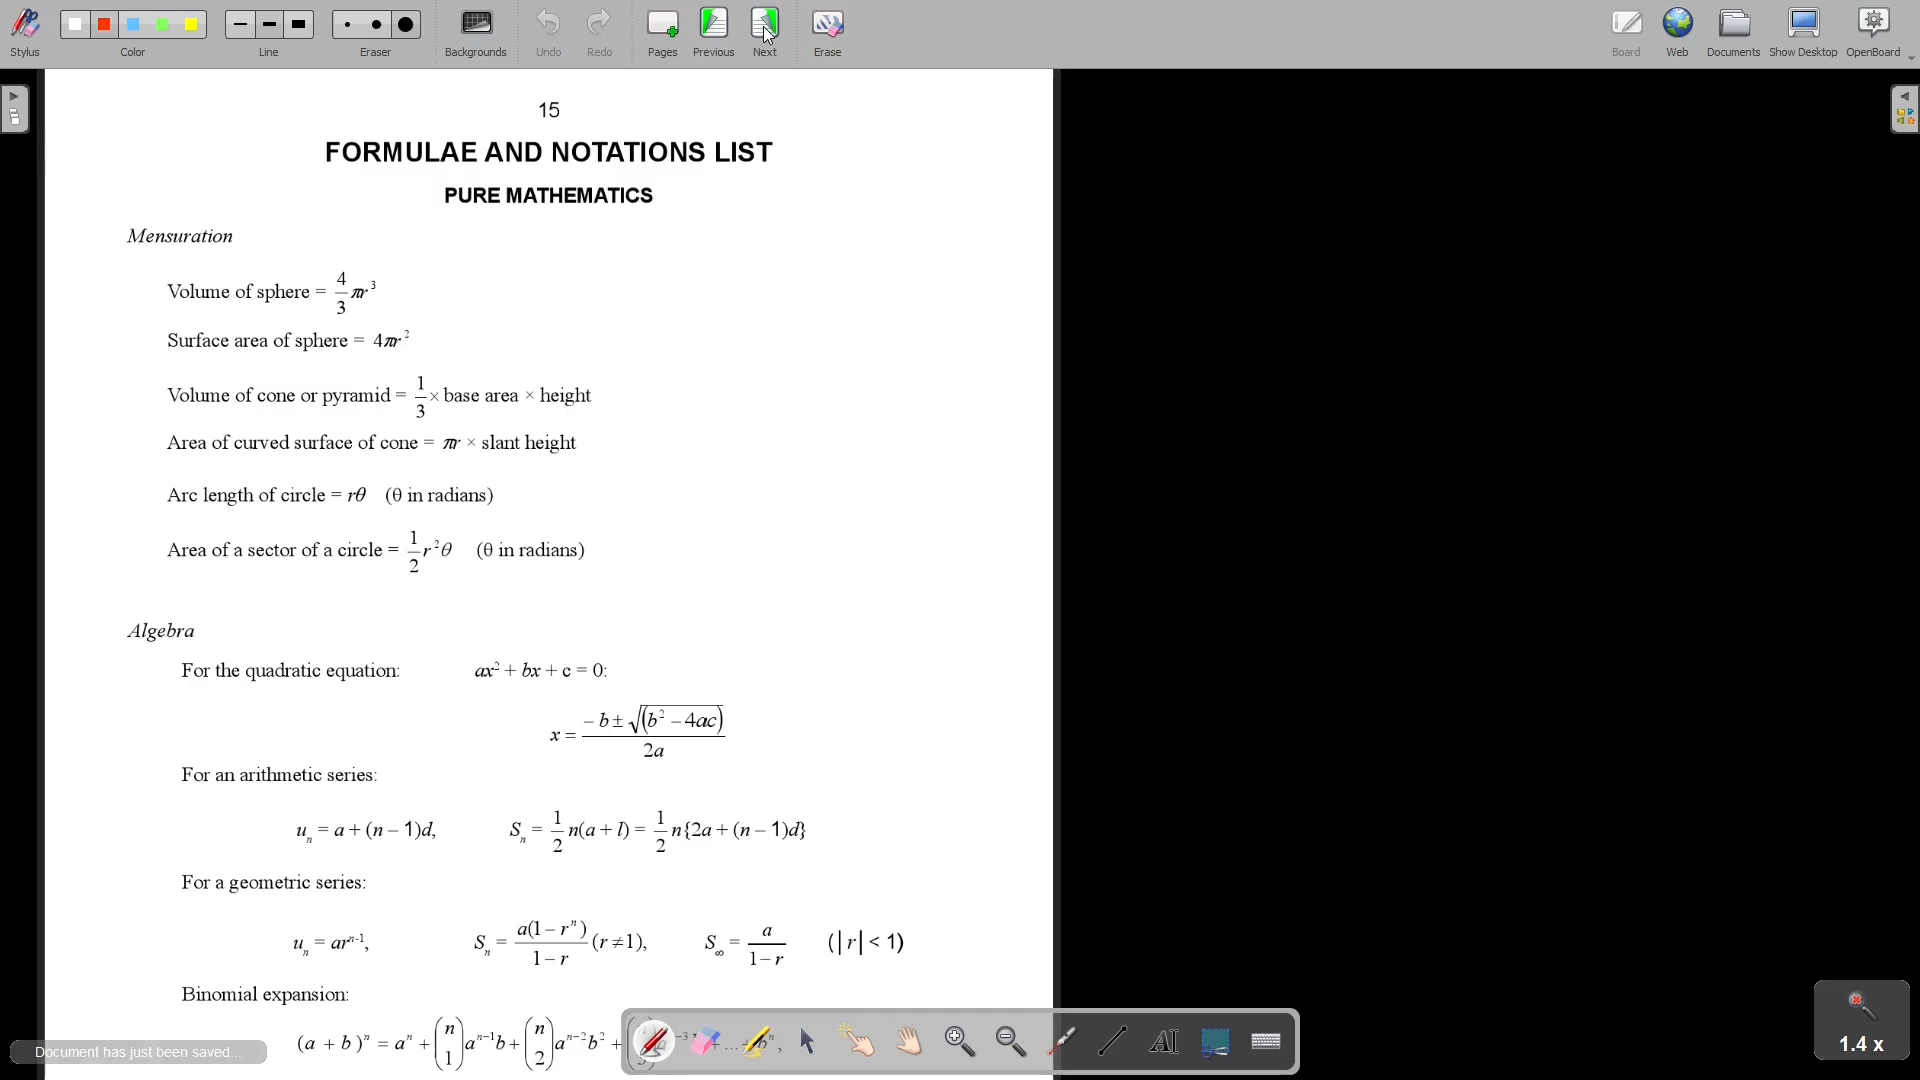 Stylus Color Line Eraser Backgrounds Undo Redo Pages Previous Next Erase Board Web Documents Show Desktop OpenBoard
15
FORMULAE AND NOTATIONS LIST
PURE MATHEMATICS
Mensuration
Volume of sphere = 4/3 πr³
Surface area of sphere = 4πr²
Volume of cone or pyramid = 1/3 × base area × height
Area of curved surface of cone = πr × slant height
Arc length of circle = rθ (θ in radians)
Area of a sector of a circle = 1/2 r²θ (θ in radians)
Algebra
For the quadratic equation: ax² + bx + c = 0:
x = (– b ± √(b² – 4ac)) / 2a
For an arithmetic series:
uₙ = a + (n – 1)d, Sₙ = 1/2 n(a + l) = 1/2 n{2a + (n – 1)d}
For a geometric series:
uₙ = arⁿ⁻¹, Sₙ = a(1 – rⁿ)/(1 – r) (r ≠ 1), S∞ = a/(1 – r) (|r| < 1)
Binomial expansion:
(a + b)ⁿ = aⁿ + (n 1) aⁿ⁻¹b + (n 2) aⁿ⁻²b² +
Document has just been saved...
AI
1.4 x